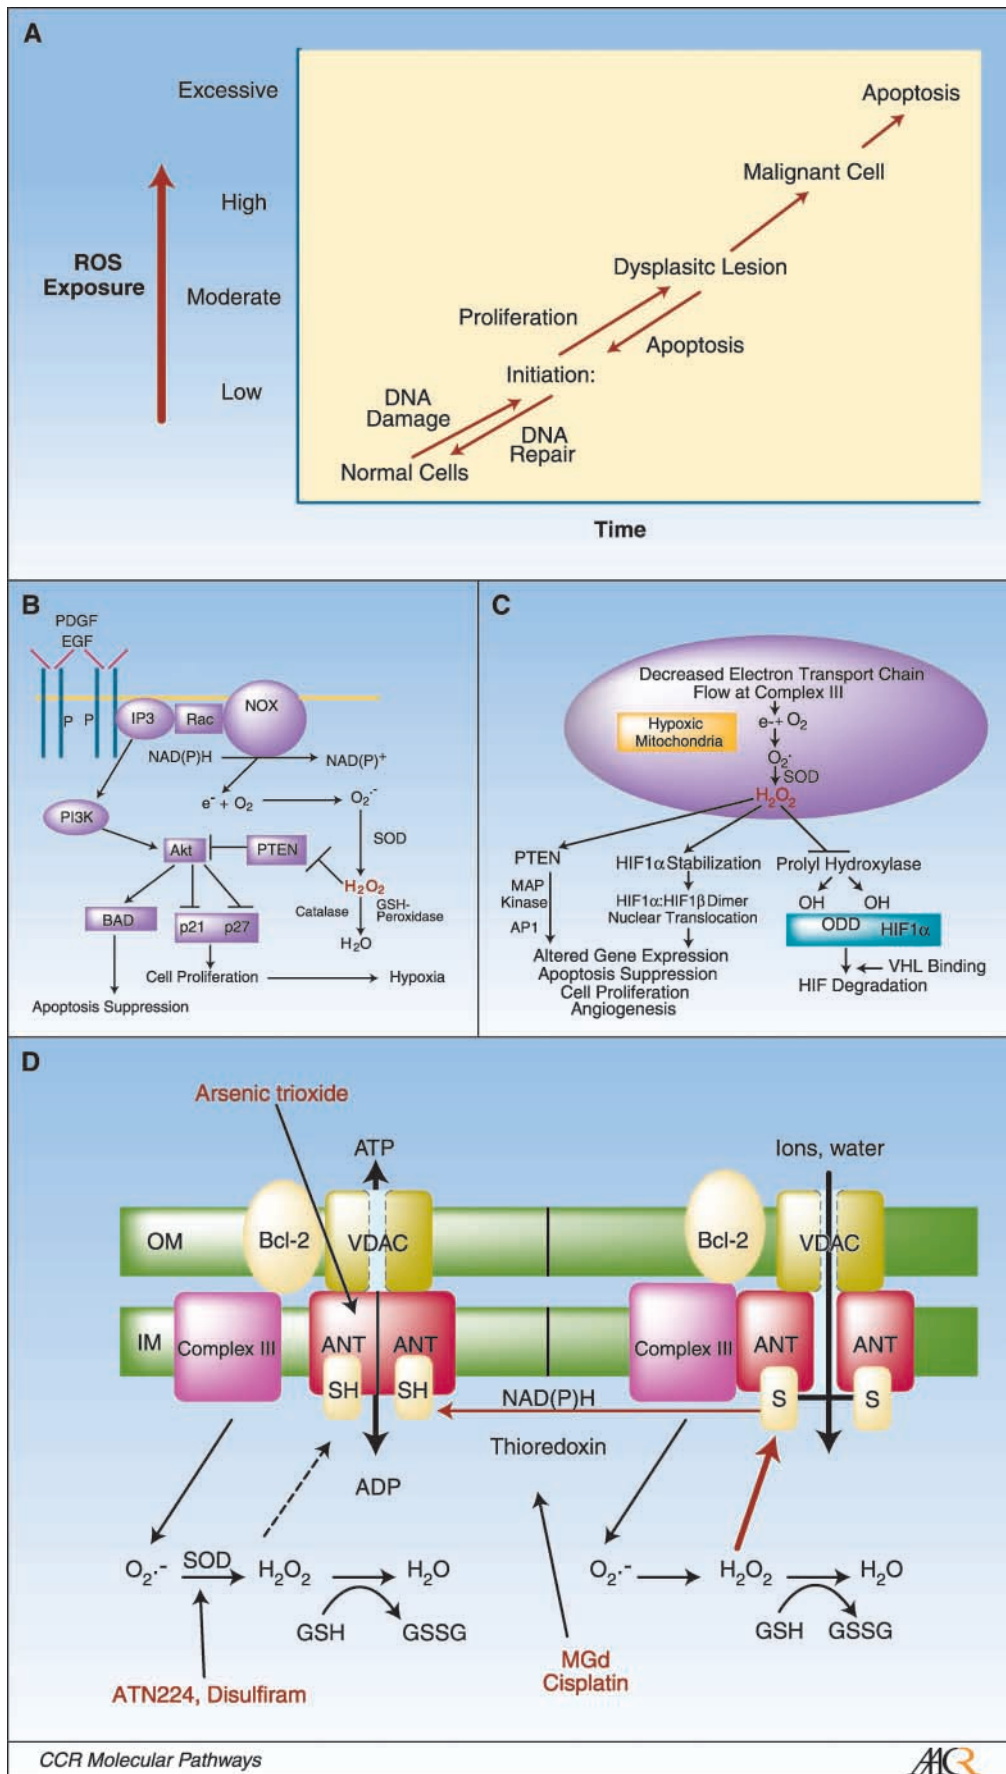 A
Excessive
High
ROS
Exposure
Moderate
Low
Apoptosis
Malignant Cell
Dysplasitc Lesion
Proliferation
Apoptosis
Initiation:
DNA
Damage
DNA
Repair
Normal Cells
Time
B
PDGF
EGF
P P
IP3
Rac
NOX
NAD(P)H
NAD(P)⁺
e⁻ + O₂
O₂·⁻
PI3K
SOD
Akt
PTEN
H₂O₂
Catalase
GSH-
Peroxidase
BAD
p21
p27
H₂O
Cell Proliferation
Hypoxia
Apoptosis Suppression
C
Decreased Electron Transport Chain
Flow at Complex III
Hypoxic
Mitochondria
e-+ O₂
O₂·
SOD
H₂O₂
PTEN
HIF1α Stabilization
Prolyl Hydroxylase
MAP
Kinase
HIF1α:HIF1β Dimer
Nuclear Translocation
OH
OH
AP1
ODD
HIF1α
Altered Gene Expression
Apoptosis Suppression
Cell Proliferation
Angiogenesis
VHL Binding
HIF Degradation
D
Arsenic trioxide
ATP
Ions, water
OM
Bcl-2
VDAC
Bcl-2
VDAC
IM
Complex III
ANT
ANT
Complex III
ANT
ANT
SH
SH
NAD(P)H
S
S
Thioredoxin
ADP
O₂·-
SOD
H₂O₂
H₂O
O₂·-
H₂O₂
H₂O
GSH
GSSG
GSH
GSSG
ATN224, Disulfiram
MGd
Cisplatin
CCR Molecular Pathways
AACR